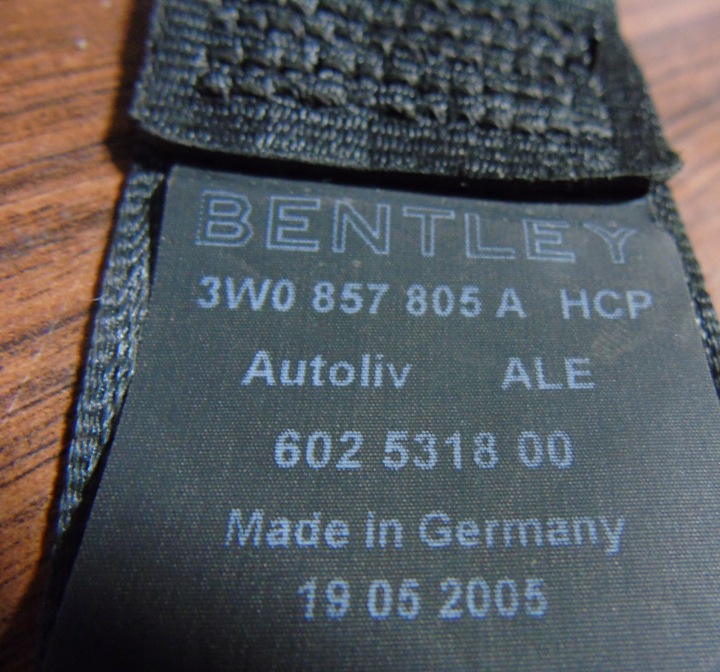 BENTLEY
3W0 857 805 A HCP
Autoliv ALE
602 5318 00
Made in Germany
19 05 2005